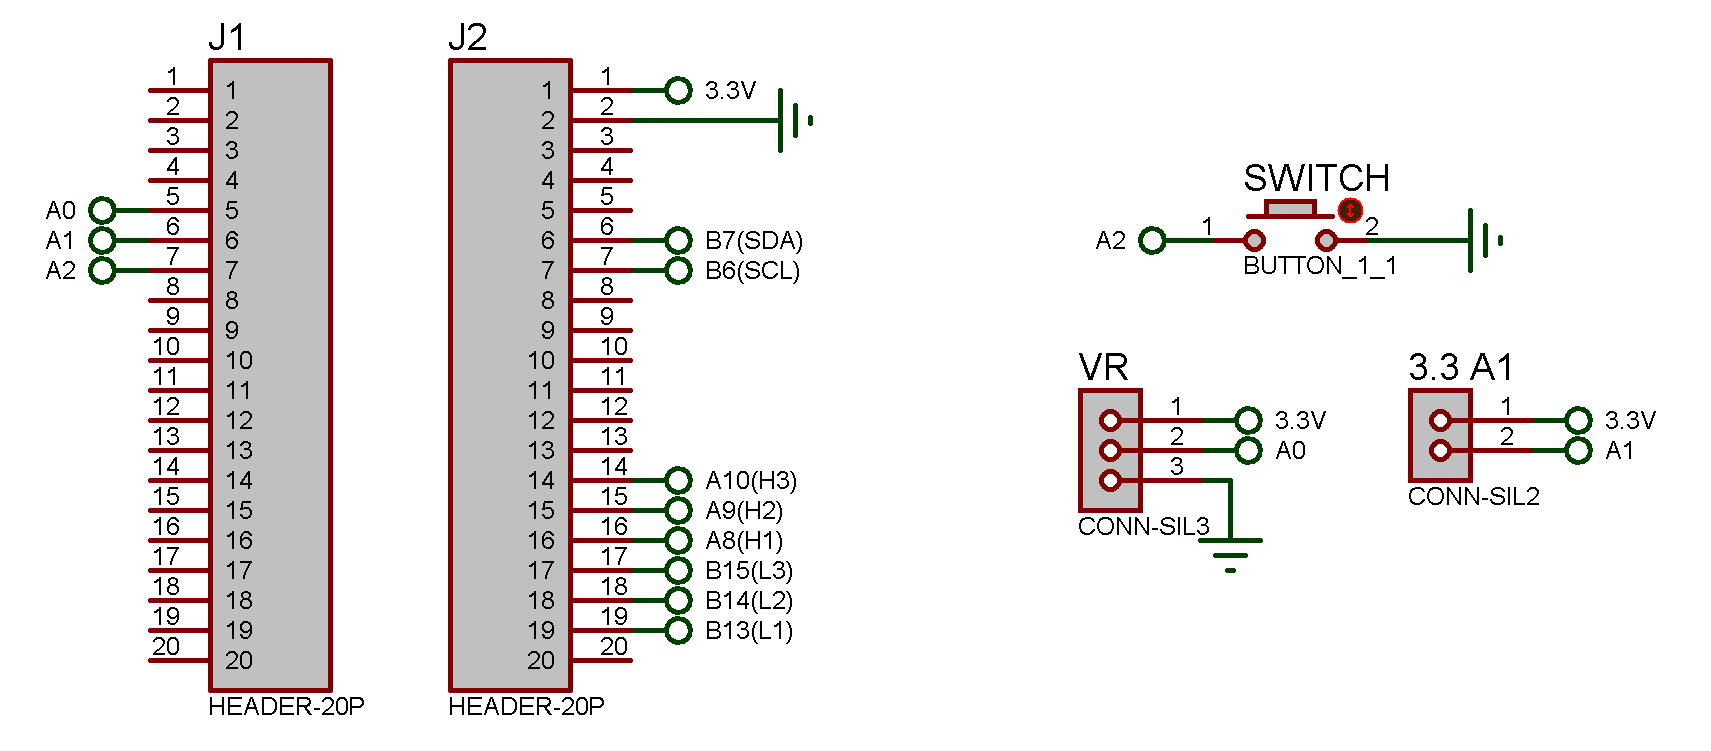 J1
1 1
2 2
3 3
4 4
A0 5 5
A1 6 6
A2 7 7
8 8
9 9
10 10
11 11
12 12
13 13
14 14
15 15
16 16
17 17
18 18
19 19
20 20
HEADER-20P
J2
1 1 3.3V
2 2
3 3
4 4
5 5
6 6 B7(SDA)
7 7 B6(SCL)
8 8
9 9
10 10
11 11
12 12
13 13
14 14 A10(H3)
15 15 A9(H2)
16 16 A8(H1)
17 17 B15(L3)
18 18 B14(L2)
19 19 B13(L1)
20 20
HEADER-20P
SWITCH
A2 1 2
BUTTON_1_1
VR
1 3.3V
2 A0
3
CONN-SIL3
3.3 A1
1 3.3V
2 A1
CONN-SIL2